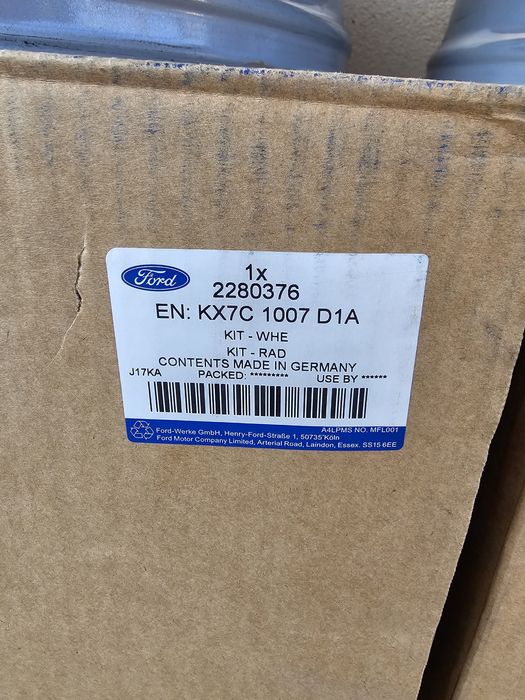 Ford
1x
2280376
EN: KX7C 1007 D1A
KIT - WHE
KIT - RAD
CONTENTS MADE IN GERMANY
J17KA PACKED: ********* USE BY ******
A4LPMS NO. MFL001
Ford-Werke GmbH, Henry-Ford-Straße 1, 50735 Köln
Ford Motor Company Limited, Arterial Road, Laindon, Essex. SS15 6EE